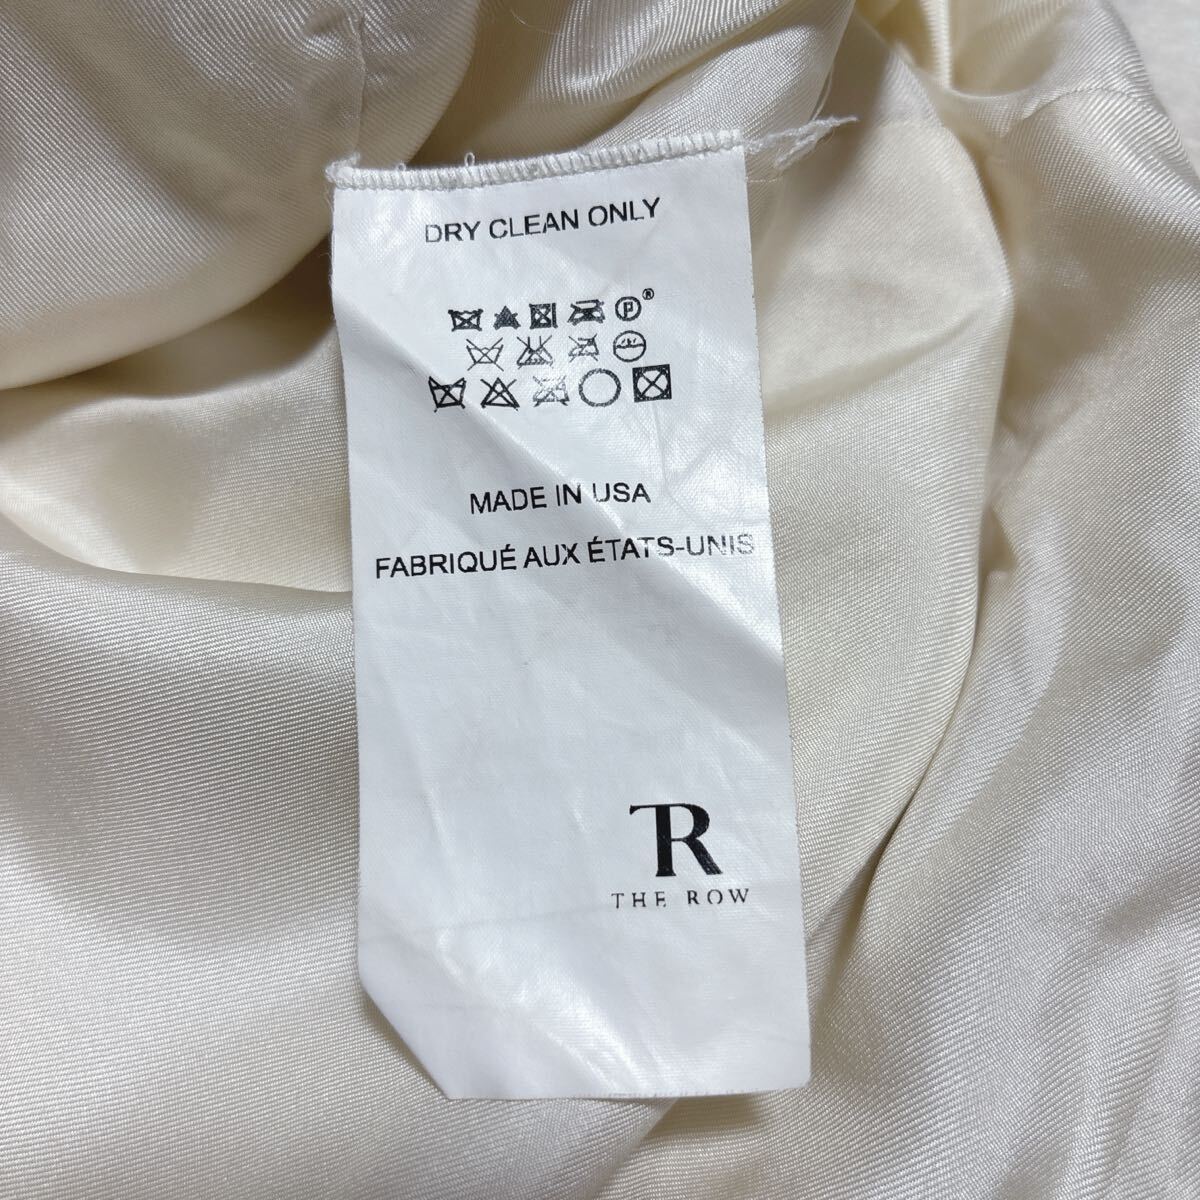 DRY CLEAN ONLY
P®
MADE IN USA
FABRIQUÉ AUX ÉTATS-UNIS
TR
THE ROW